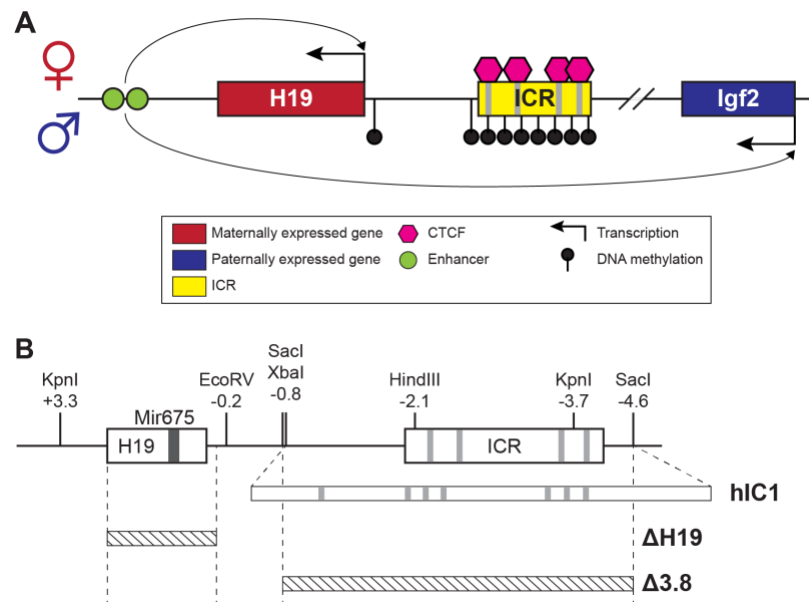 A
H19
ICR
Igf2
Maternally expressed gene
CTCF
Transcription
Paternally expressed gene
Enhancer
DNA methylation
ICR
B
SacI
KpnI
EcoRV
XbaI
HindIII
KpnI
SacI
+3.3
-0.2
-0.8
-2.1
-3.7
-4.6
Mir675
H19
ICR
hIC1
ΔH19
Δ3.8